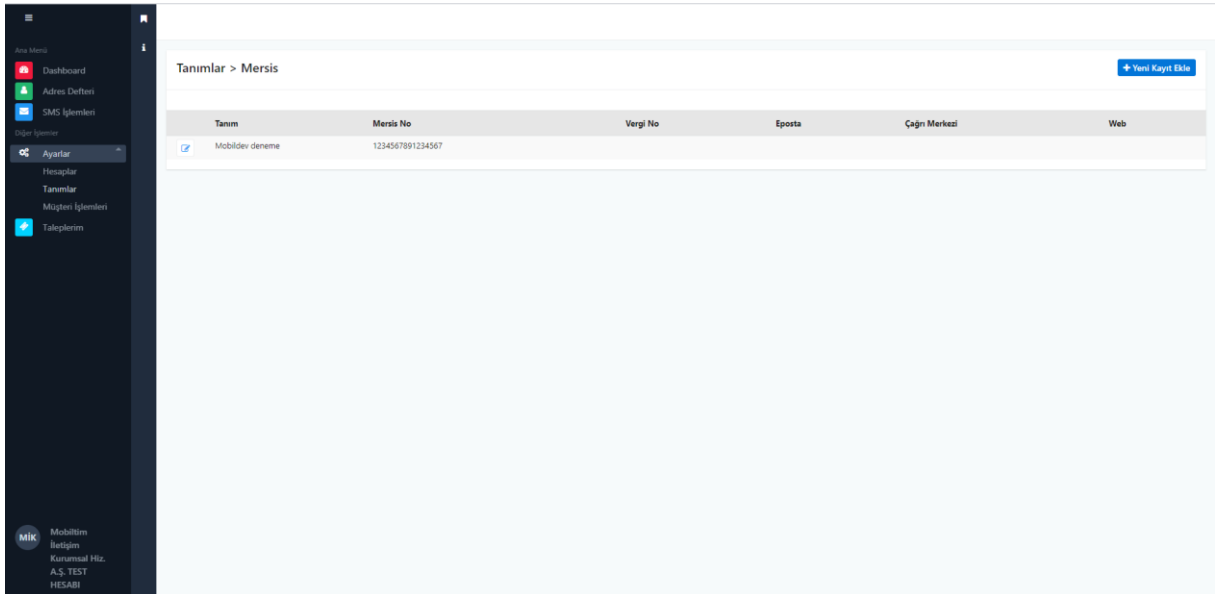 Ana Menü
Dashboard
Adres Defteri
SMS İşlemleri
Diğer İşlemler
Ayarlar
Hesaplar
Tanımlar
Müşteri İşlemleri
Taleplerim
MİK
Mobiltim
İletişim
Kurumsal Hiz.
A.Ş. TEST
HESABI
i
Tanımlar > Mersis
+ Yeni Kayıt Ekle
Tanım Mersis No Vergi No Eposta Çağrı Merkezi Web
Mobildev deneme 1234567891234567